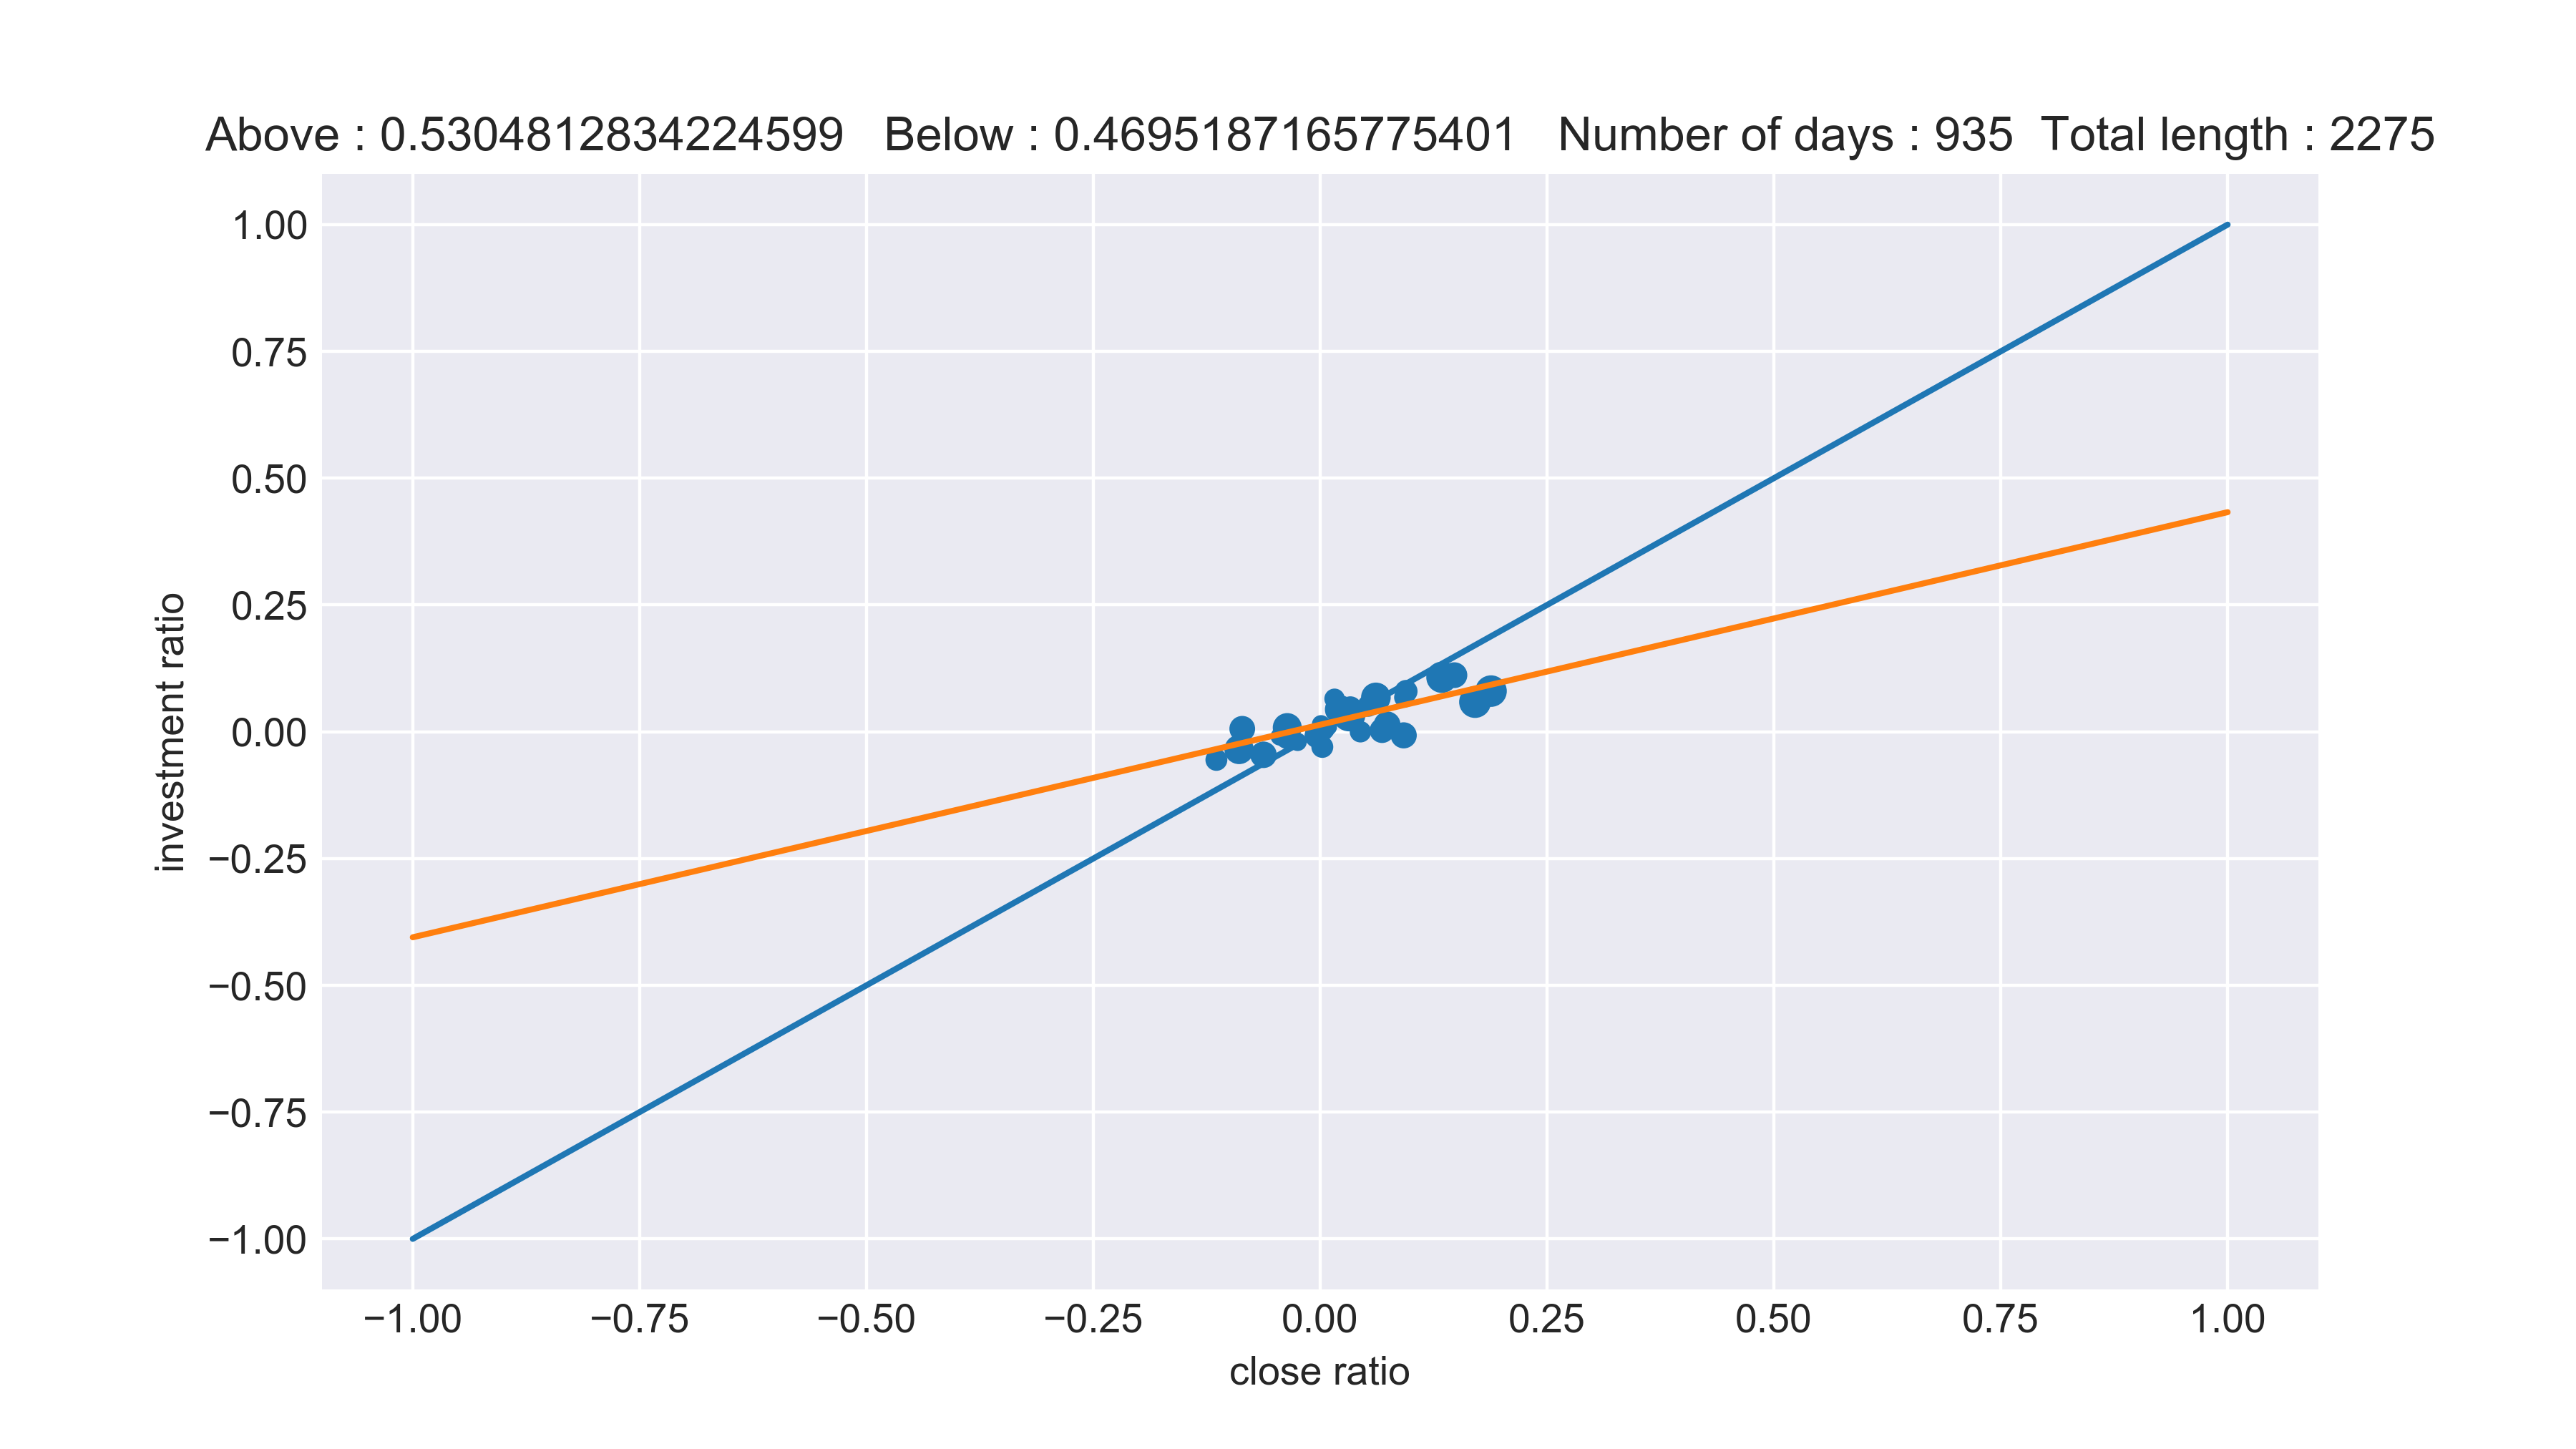 Above : 0.5304812834224599 Below : 0.4695187165775401 Number of days : 935 Total length : 2275
1.00
0.75
0.50
0.25
0.00
−0.25
−0.50
−0.75
−1.00
investment ratio
−1.00 −0.75 −0.50 −0.25 0.00 0.25 0.50 0.75 1.00
close ratio